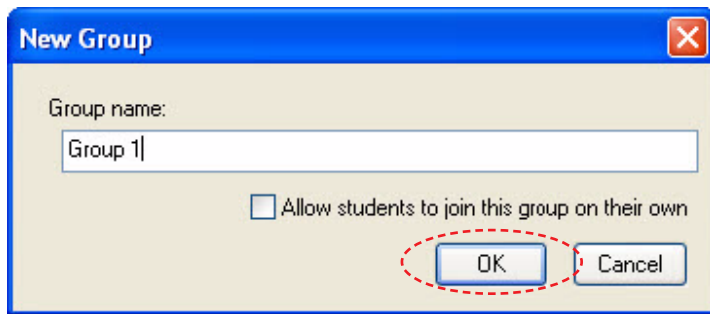 New Group
Group name:
Group 1
Allow students to join this group on their own
OK Cancel